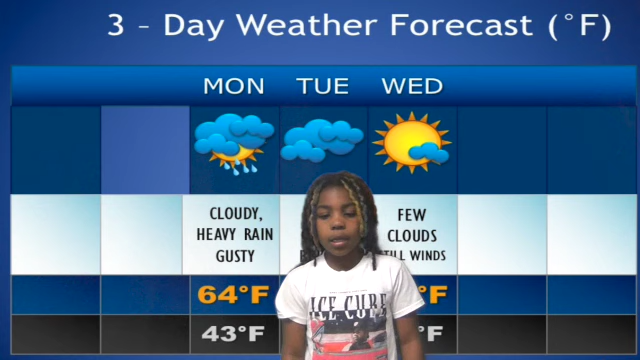 3 - Day Weather Forecast (°F)
MON TUE WED
CLOUDY,
HEAVY RAIN
GUSTY
FEW
CLOUDS
WINDS
64°F
°F
43°F
°F
ICE CUBE